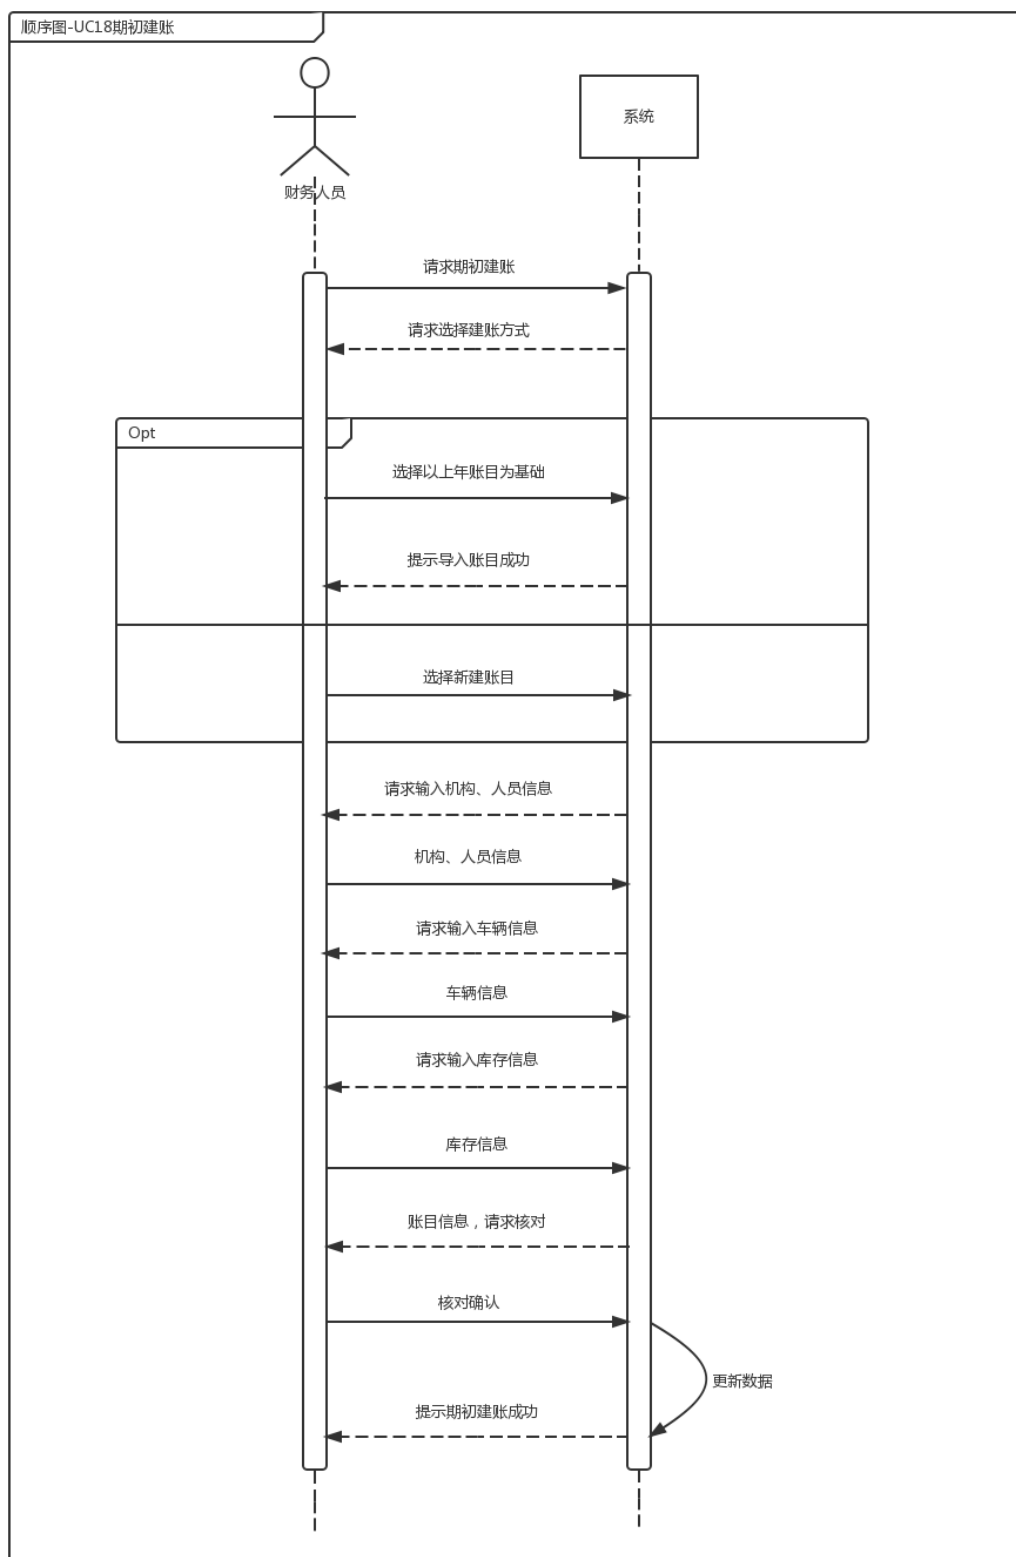 顺序图-UC18期初建账
系统
财务人员
请求期初建账
请求选择建账方式
Opt
选择以上年账目为基础
提示导入账目成功
选择新建账目
请求输入机构、人员信息
机构、人员信息
请求输入车辆信息
车辆信息
请求输入库存信息
库存信息
账目信息，请求核对
核对确认
更新数据
提示期初建账成功